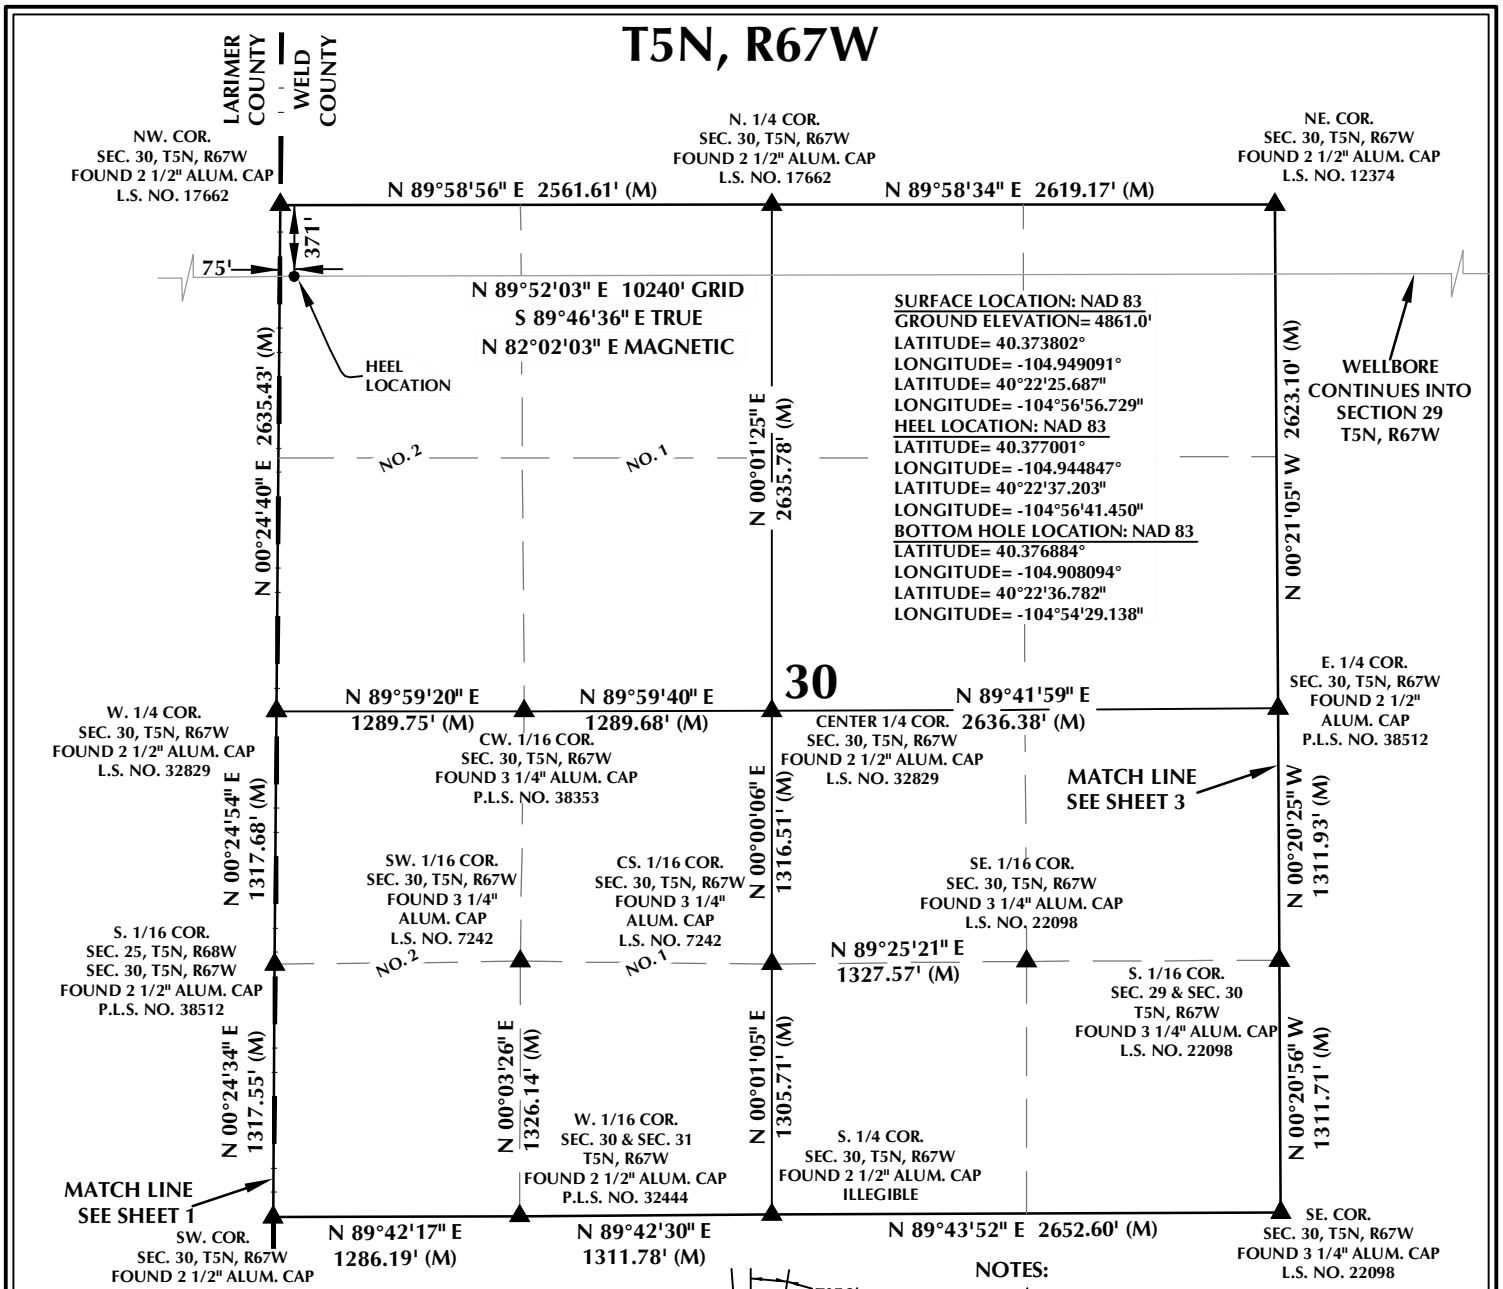 T5N, R67W
LARIMER
COUNTY
WELD
COUNTY
NW. COR.
SEC. 30, T5N, R67W
FOUND 2 1/2" ALUM. CAP
L.S. NO. 17662
N. 1/4 COR.
SEC. 30, T5N, R67W
FOUND 2 1/2" ALUM. CAP
L.S. NO. 17662
NE. COR.
SEC. 30, T5N, R67W
FOUND 2 1/2" ALUM. CAP
L.S. NO. 12374
N 89°58'56" E 2561.61' (M)
N 89°58'34" E 2619.17' (M)
371'
75'
N 89°52'03" E 10240' GRID
S 89°46'36" E TRUE
N 82°02'03" E MAGNETIC
HEEL
LOCATION
SURFACE LOCATION: NAD 83
GROUND ELEVATION= 4861.0'
LATITUDE= 40.373802°
LONGITUDE= -104.949091°
LATITUDE= 40°22'25.687"
LONGITUDE= -104°56'56.729"
HEEL LOCATION: NAD 83
LATITUDE= 40.377001°
LONGITUDE= -104.944847°
LATITUDE= 40°22'37.203"
LONGITUDE= -104°56'41.450"
BOTTOM HOLE LOCATION: NAD 83
LATITUDE= 40.376884°
LONGITUDE= -104.908094°
LATITUDE= 40°22'36.782"
LONGITUDE= -104°54'29.138"
WELLBORE
CONTINUES INTO
SECTION 29
T5N, R67W
N 00°24'40" E 2635.43' (M)
NO. 2
NO. 1
N 00°01'25" E
2635.78' (M)
N 00°21'05" W 2623.10' (M)
30
N 89°59'20" E
1289.75' (M)
N 89°59'40" E
1289.68' (M)
N 89°41'59" E
2636.38' (M)
W. 1/4 COR.
SEC. 30, T5N, R67W
FOUND 2 1/2" ALUM. CAP
L.S. NO. 32829
CW. 1/16 COR.
SEC. 30, T5N, R67W
FOUND 3 1/4" ALUM. CAP
P.L.S. NO. 38353
CENTER 1/4 COR.
SEC. 30, T5N, R67W
FOUND 2 1/2" ALUM. CAP
L.S. NO. 32829
E. 1/4 COR.
SEC. 30, T5N, R67W
FOUND 2 1/2"
ALUM. CAP
P.L.S. NO. 38512
MATCH LINE
SEE SHEET 3
N 00°24'54" E
1317.68' (M)
N 00°00'06" E
1316.51' (M)
N 00°20'25" W
1311.93' (M)
SW. 1/16 COR.
SEC. 30, T5N, R67W
FOUND 3 1/4"
ALUM. CAP
L.S. NO. 7242
CS. 1/16 COR.
SEC. 30, T5N, R67W
FOUND 3 1/4"
ALUM. CAP
L.S. NO. 7242
SE. 1/16 COR.
SEC. 30, T5N, R67W
FOUND 3 1/4" ALUM. CAP
L.S. NO. 22098
S. 1/16 COR.
SEC. 25, T5N, R68W
SEC. 30, T5N, R67W
FOUND 2 1/2" ALUM. CAP
P.L.S. NO. 38512
NO. 2
NO. 1
N 89°25'21" E
1327.57' (M)
S. 1/16 COR.
SEC. 29 & SEC. 30
T5N, R67W
FOUND 3 1/4" ALUM. CAP
L.S. NO. 22098
N 00°24'34" E
1317.55' (M)
N 00°03'26" E
1326.14' (M)
N 00°01'05" E
1305.71' (M)
N 00°20'56" W
1311.71' (M)
W. 1/16 COR.
SEC. 30 & SEC. 31
T5N, R67W
FOUND 2 1/2" ALUM. CAP
P.L.S. NO. 32444
S. 1/4 COR.
SEC. 30, T5N, R67W
FOUND 2 1/2" ALUM. CAP
ILLEGIBLE
MATCH LINE
SEE SHEET 1
SW. COR.
SEC. 30, T5N, R67W
FOUND 2 1/2" ALUM. CAP
N 89°42'17" E
1286.19' (M)
N 89°42'30" E
1311.78' (M)
N 89°43'52" E 2652.60' (M)
SE. COR.
SEC. 30, T5N, R67W
FOUND 3 1/4" ALUM. CAP
L.S. NO. 22098
NOTES: